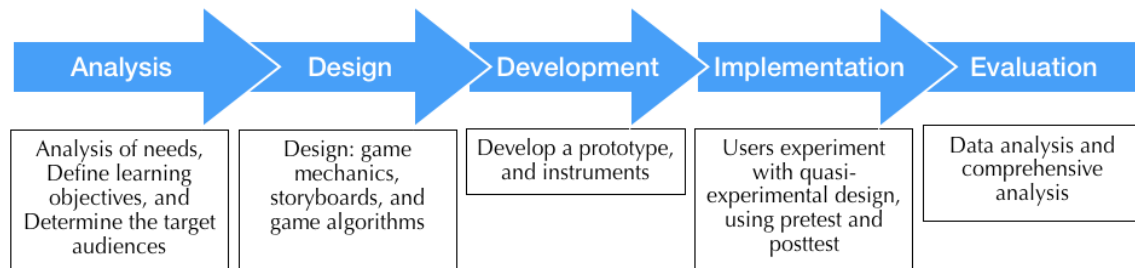 Analysis
Design
Development
Implementation
Evaluation
Analysis of needs,
Define learning
objectives, and
Determine the target
audiences
Design: game
mechanics,
storyboards, and
game algorithms
Develop a prototype,
and instruments
Users experiment
with quasi-
experimental design,
using pretest and
posttest
Data analysis and
comprehensive
analysis